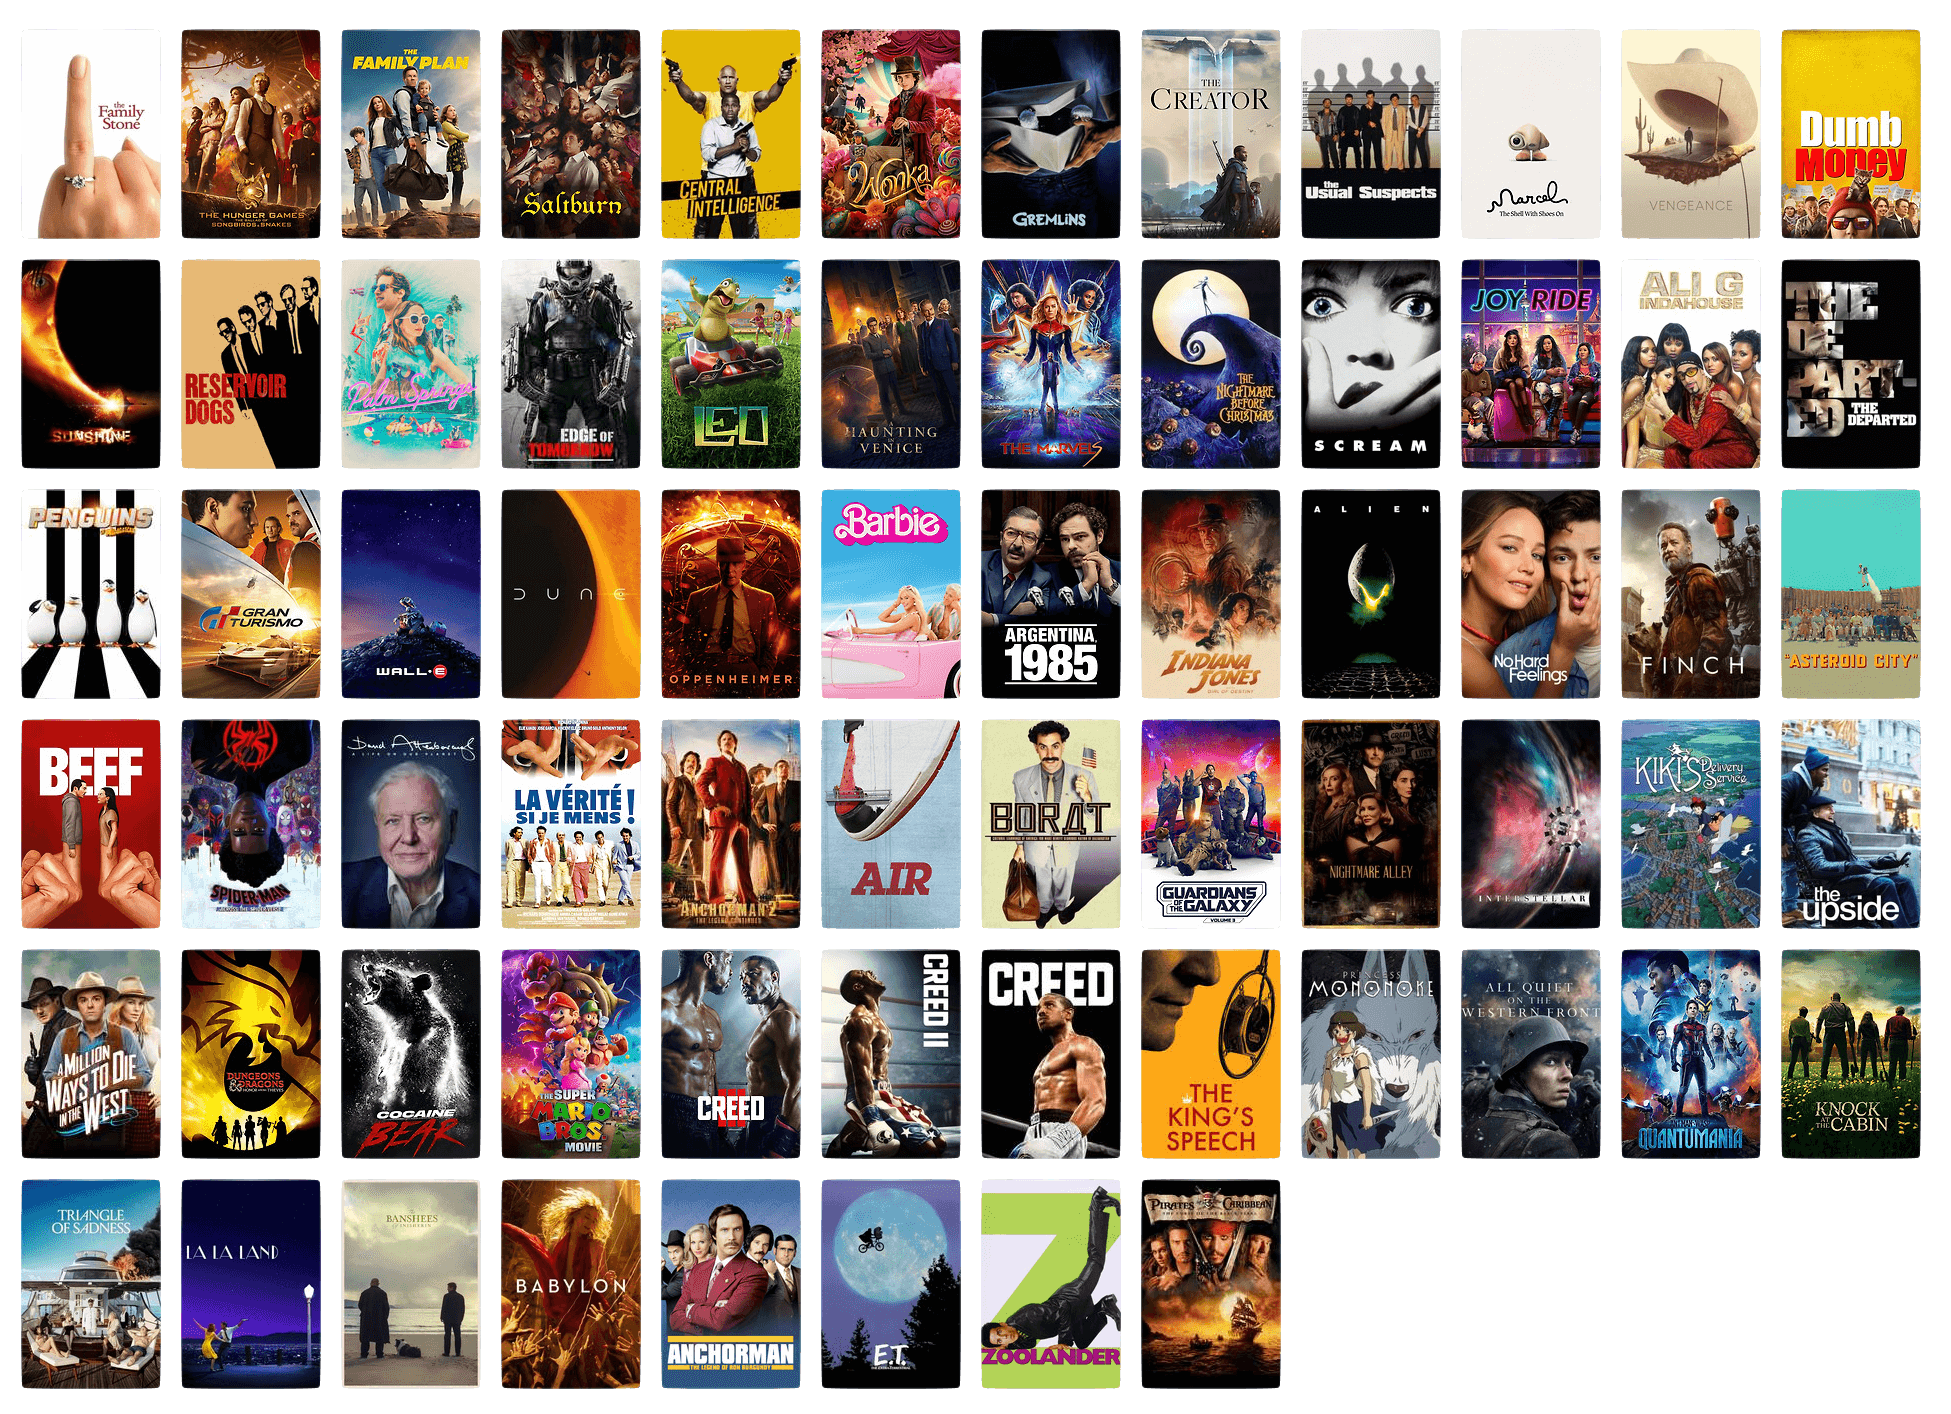 the
Family
Stone
THE HUNGER GAMES
THE BALLAD OF
SONGBIRDS & SNAKES
THE
FAMILY PLAN
Saltburn
CENTRAL
INTELLIGENCE
Wonka
GREMLINS
THE
CREATOR
the
Usual Suspects
Marcel
The Shell With Shoes On
VENGEANCE
Dumb
Money
SUNSHINE
RESERVOIR
DOGS
Palm Springs
EDGE OF
TOMORROW
LEO
A
HAUNTING
IN
VENICE
THE MARVELS
THE
NIGHTMARE
BEFORE
CHRISTMAS
SCREAM
JOY RIDE
ALI G
INDAHOUSE
THE
DE
PART-
ED
THE
DEPARTED
PENGUINS
GRAN
TURISMO
WALL·E
DUNE
OPPENHEIMER
Barbie
ARGENTINA,
1985
INDIANA
JONES
DIAL OF DESTINY
ALIEN
No Hard
Feelings
FINCH
"ASTEROID CITY"
BEEF
SPIDER-MAN
ACROSS THE SPIDER-VERSE
David Attenborough
A LIFE ON OUR PLANET
LA VÉRITÉ
SI JE MENS !
ANCHORMAN 2
THE LEGEND CONTINUES
AIR
BORAT
GUARDIANS
OF THE GALAXY
VOLUME 3
NIGHTMARE ALLEY
INTERSTELLAR
KIKI'S Delivery
Service
the
upside
A MILLION
WAYS TO DIE
IN THE WEST
DUNGEONS
& DRAGONS
HONOR AMONG THIEVES
COCAINE
BEAR
THE SUPER
MARIO
BROS.
MOVIE
CREED
III
CREED II
CREED
THE
KING'S
SPEECH
PRINCESS
MONONOKE
ALL QUIET
ON THE
WESTERN FRONT
QUANTUMANIA
KNOCK
AT THE CABIN
TRIANGLE
OF SADNESS
LA LA LAND
The
BANSHEES
of INISHERIN
BABYLON
ANCHORMAN
THE LEGEND OF RON BURGUNDY
E.T.
THE EXTRA-TERRESTRIAL
ZOOLANDER
PIRATES of the CARIBBEAN
THE CURSE OF THE BLACK PEARL